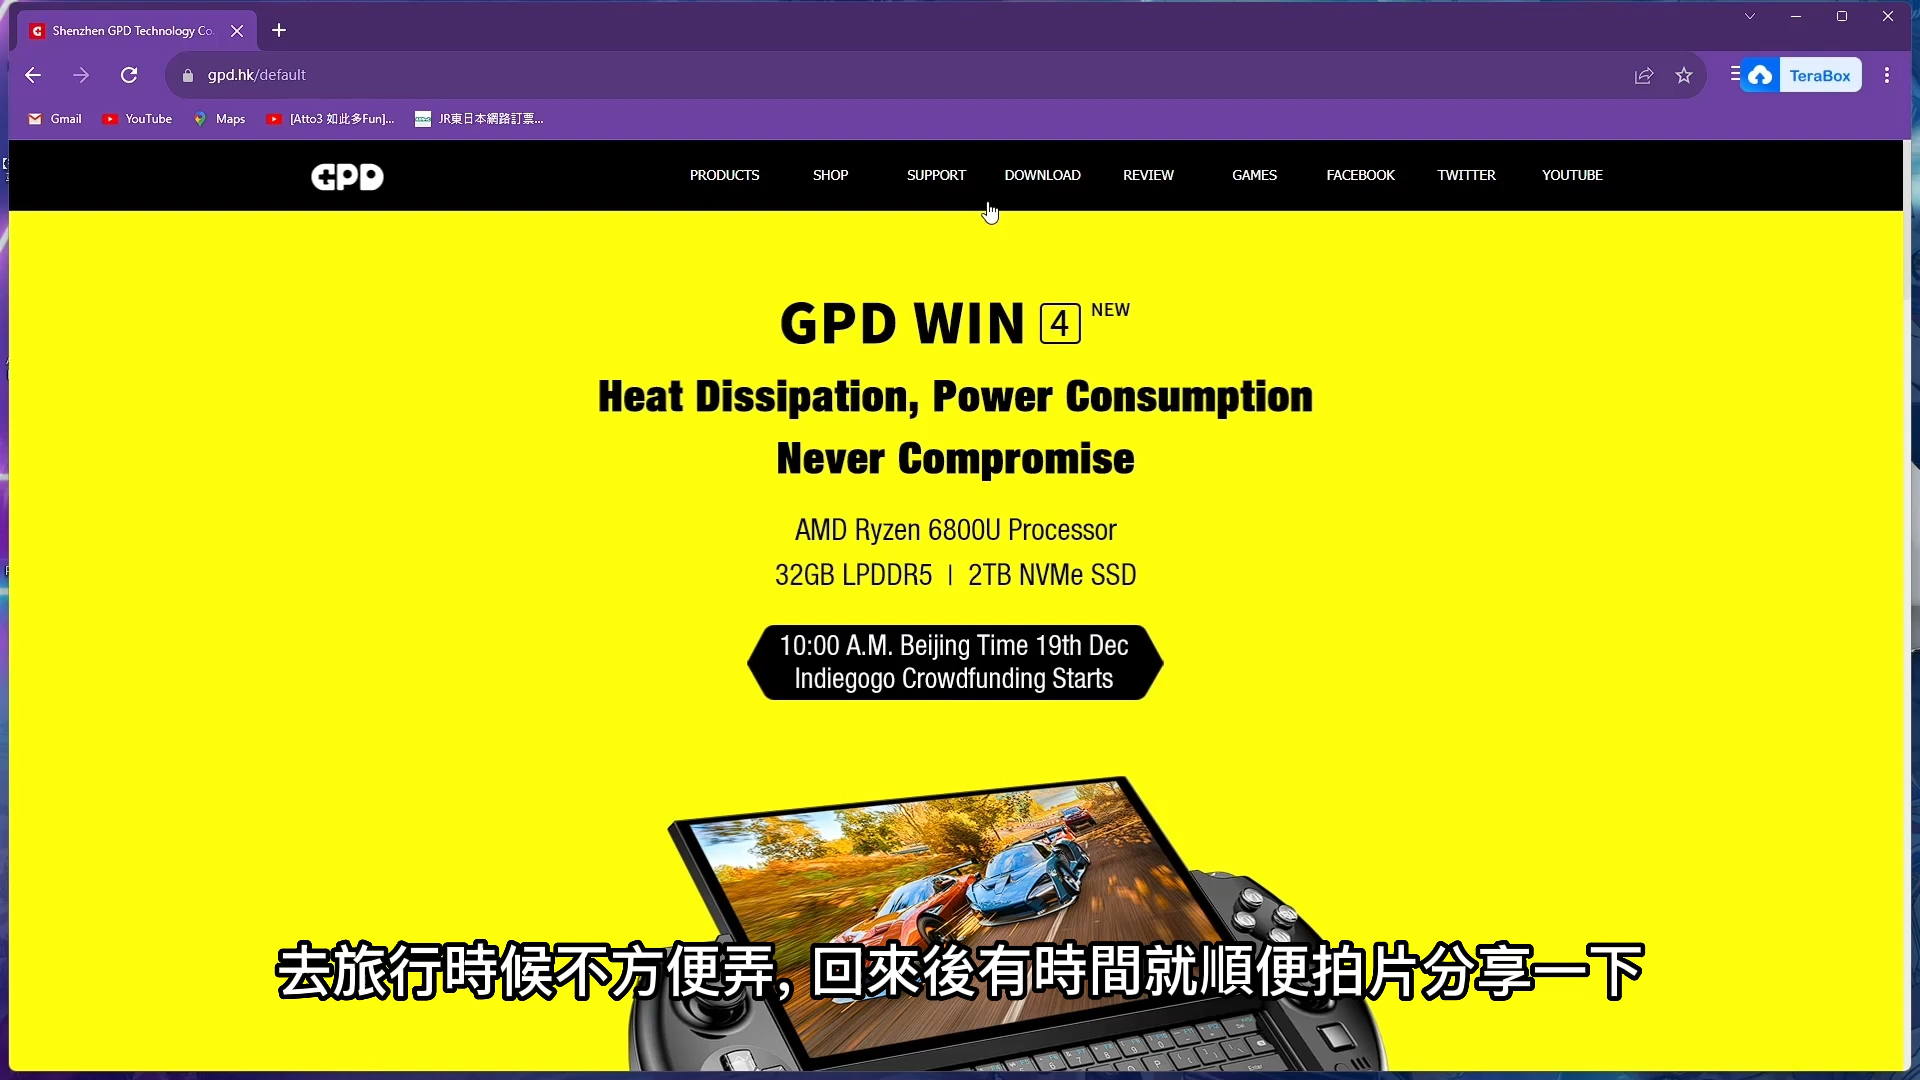 Shenzhen GPD Technology Co.
gpd.hk/default
TeraBox
Gmail YouTube Maps [Atto3 如此多Fun]... JR東日本網路訂票...
GPD PRODUCTS SHOP SUPPORT DOWNLOAD REVIEW GAMES FACEBOOK TWITTER YOUTUBE
GPD WIN 4 NEW
Heat Dissipation, Power Consumption
Never Compromise
AMD Ryzen 6800U Processor
32GB LPDDR5 | 2TB NVMe SSD
10:00 A.M. Beijing Time 19th Dec
Indiegogo Crowdfunding Starts
去旅行時候不方便弄, 回來後有時間就順便拍片分享一下